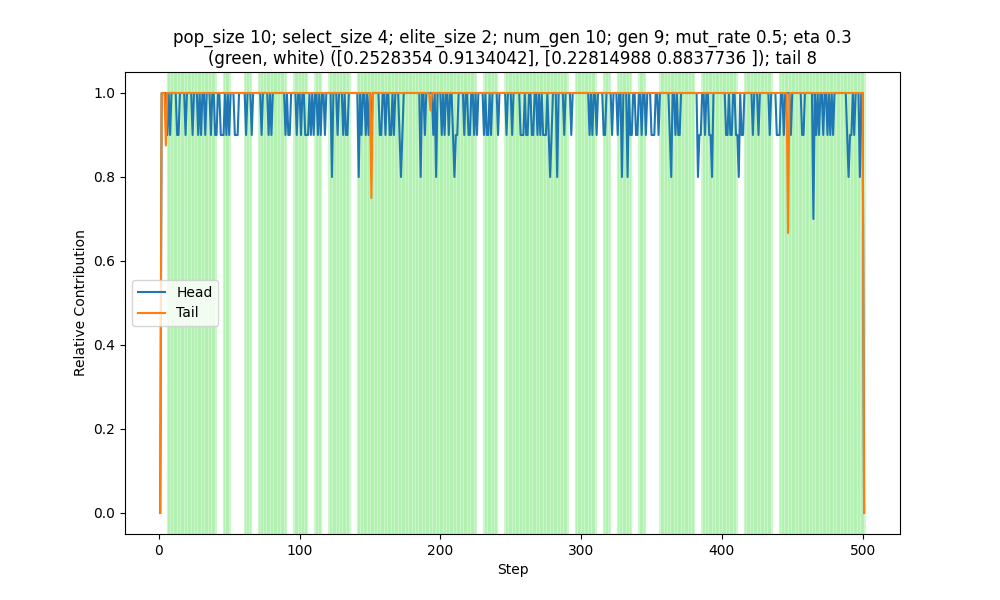 pop_size 10; select_size 4; elite_size 2; num_gen 10; gen 9; mut_rate 0.5; eta 0.3
(green, white) ([0.2528354 0.9134042], [0.22814988 0.8837736 ]); tail 8
1.0
0.8
0.6
0.4
0.2
0.0
Relative Contribution
Head
Tail
0
100
200
300
400
500
Step